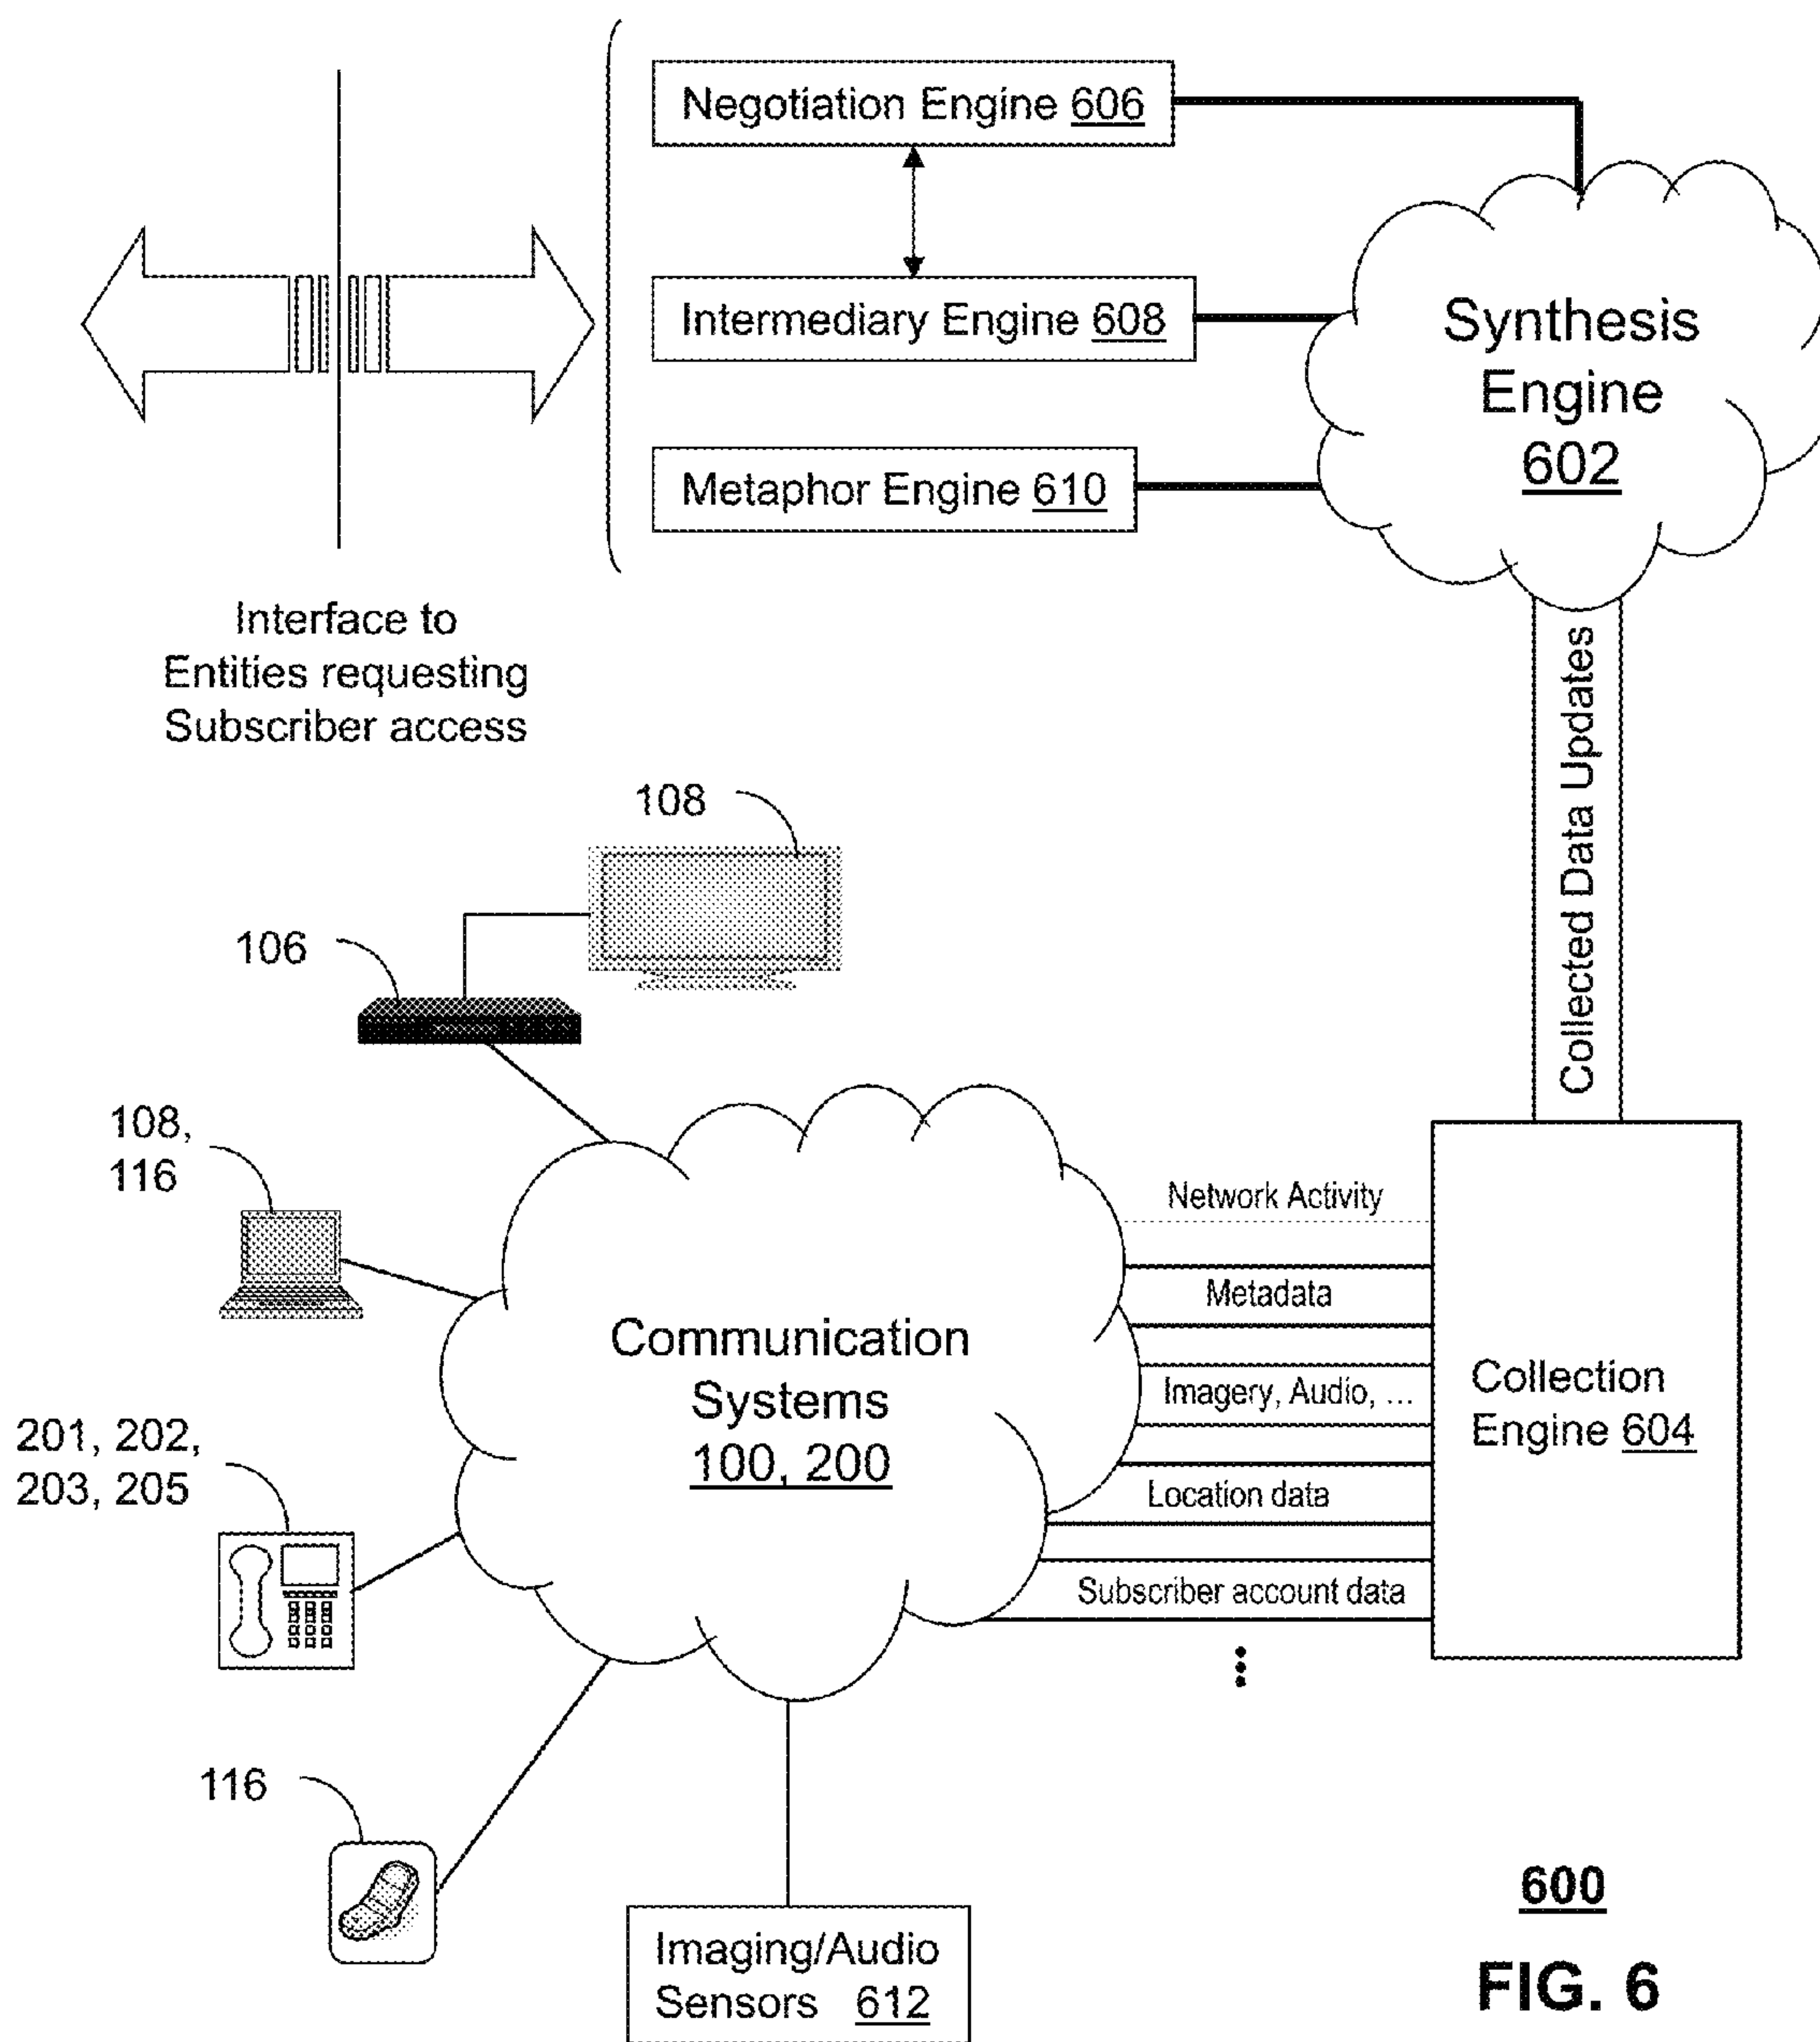 Negotiation Engine 606
Intermediary Engine 608
Metaphor Engine 610
Synthesis
Engine
602
Interface to
Entities requesting
Subscriber access
Collected Data Updates
108
106
108,
116
201, 202,
203, 205
116
Communication
Systems
100, 200
Network Activity
Metadata
Imagery, Audio, ...
Location data
Subscriber account data
Collection
Engine 604
Imaging/Audio
Sensors 612
600
FIG. 6